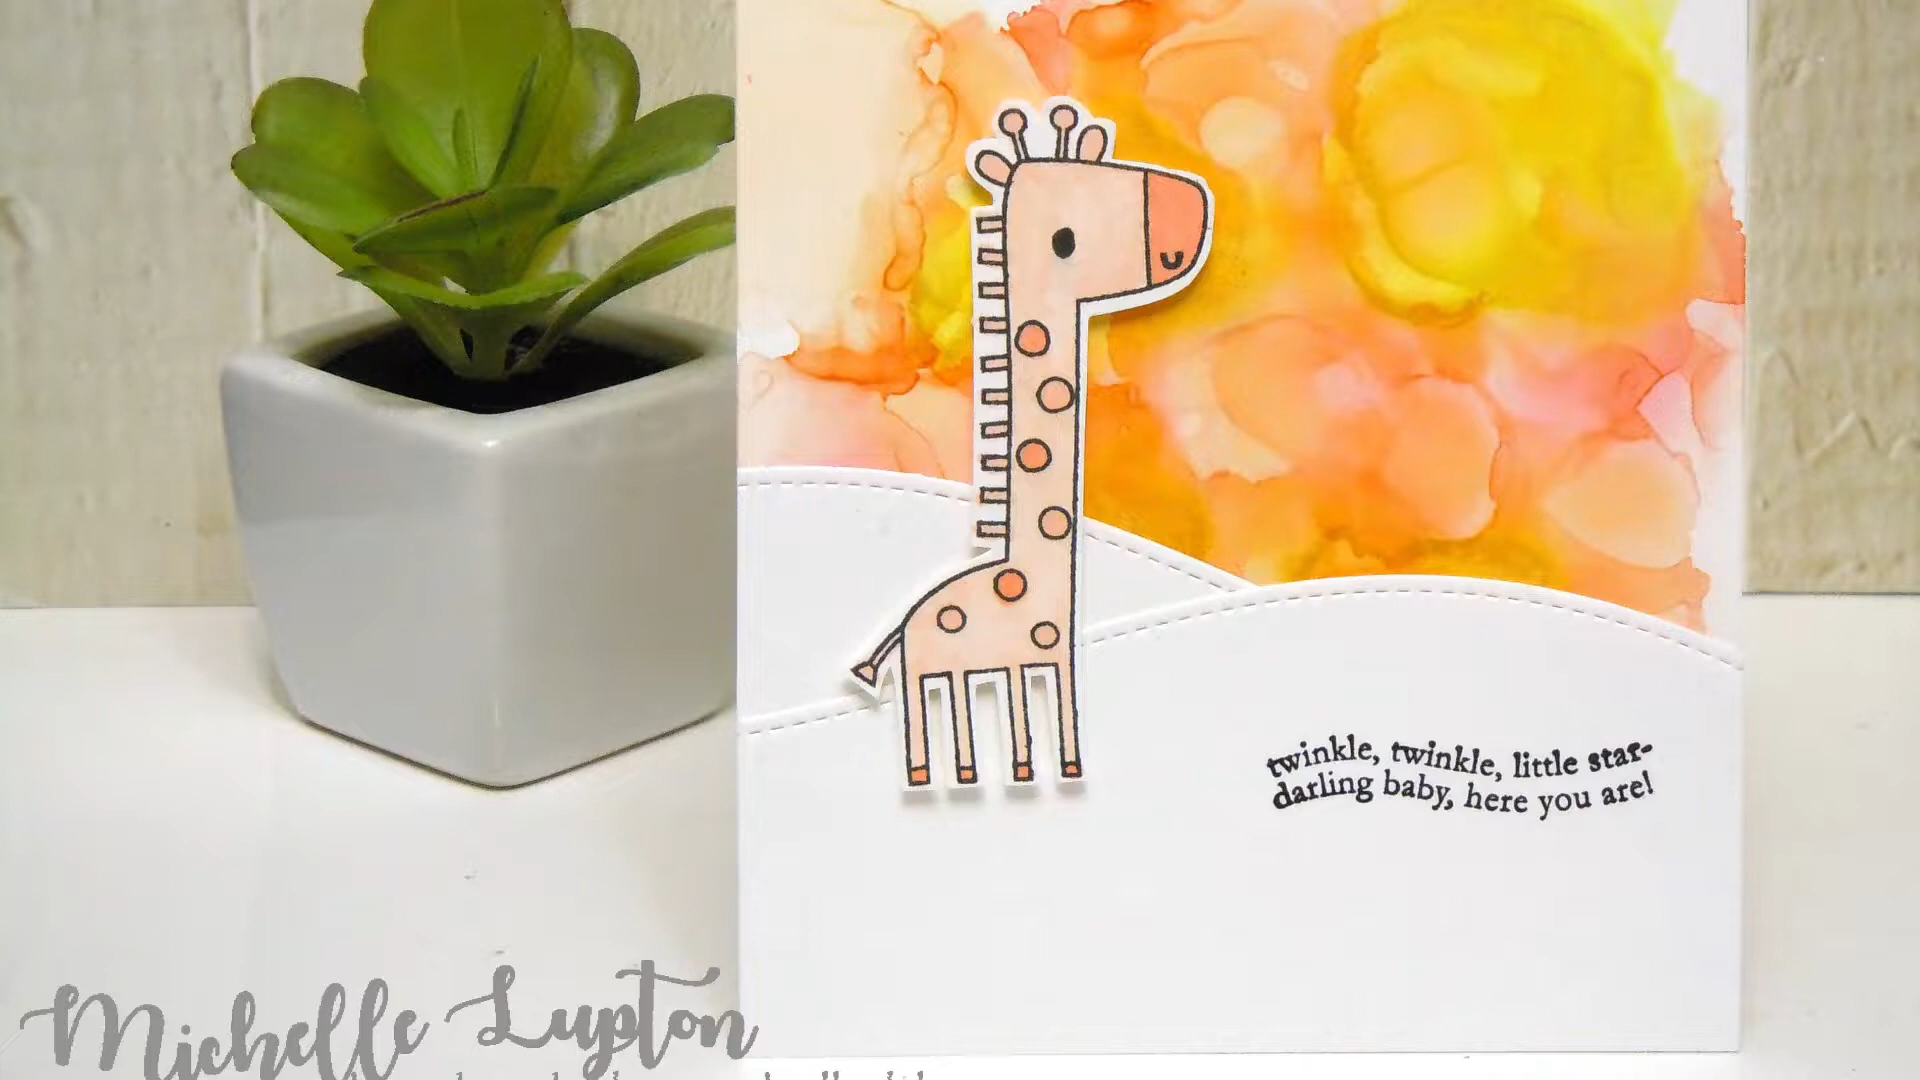 twinkle, twinkle, little star-
darling baby, here you are!
Michelle Lupton